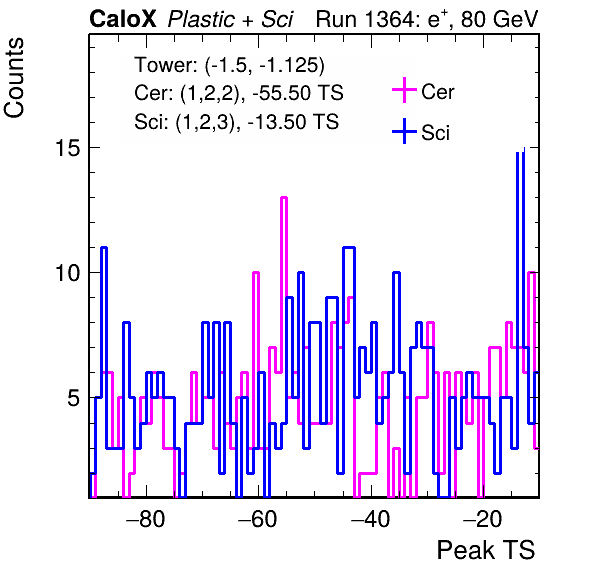 CaloX Plastic + Sci Run 1364: e+, 80 GeV
Counts
Tower: (-1.5, -1.125)
Cer: (1,2,2), -55.50 TS
Sci: (1,2,3), -13.50 TS
Cer
Sci
15
10
5
−80 −60 −40 −20
Peak TS